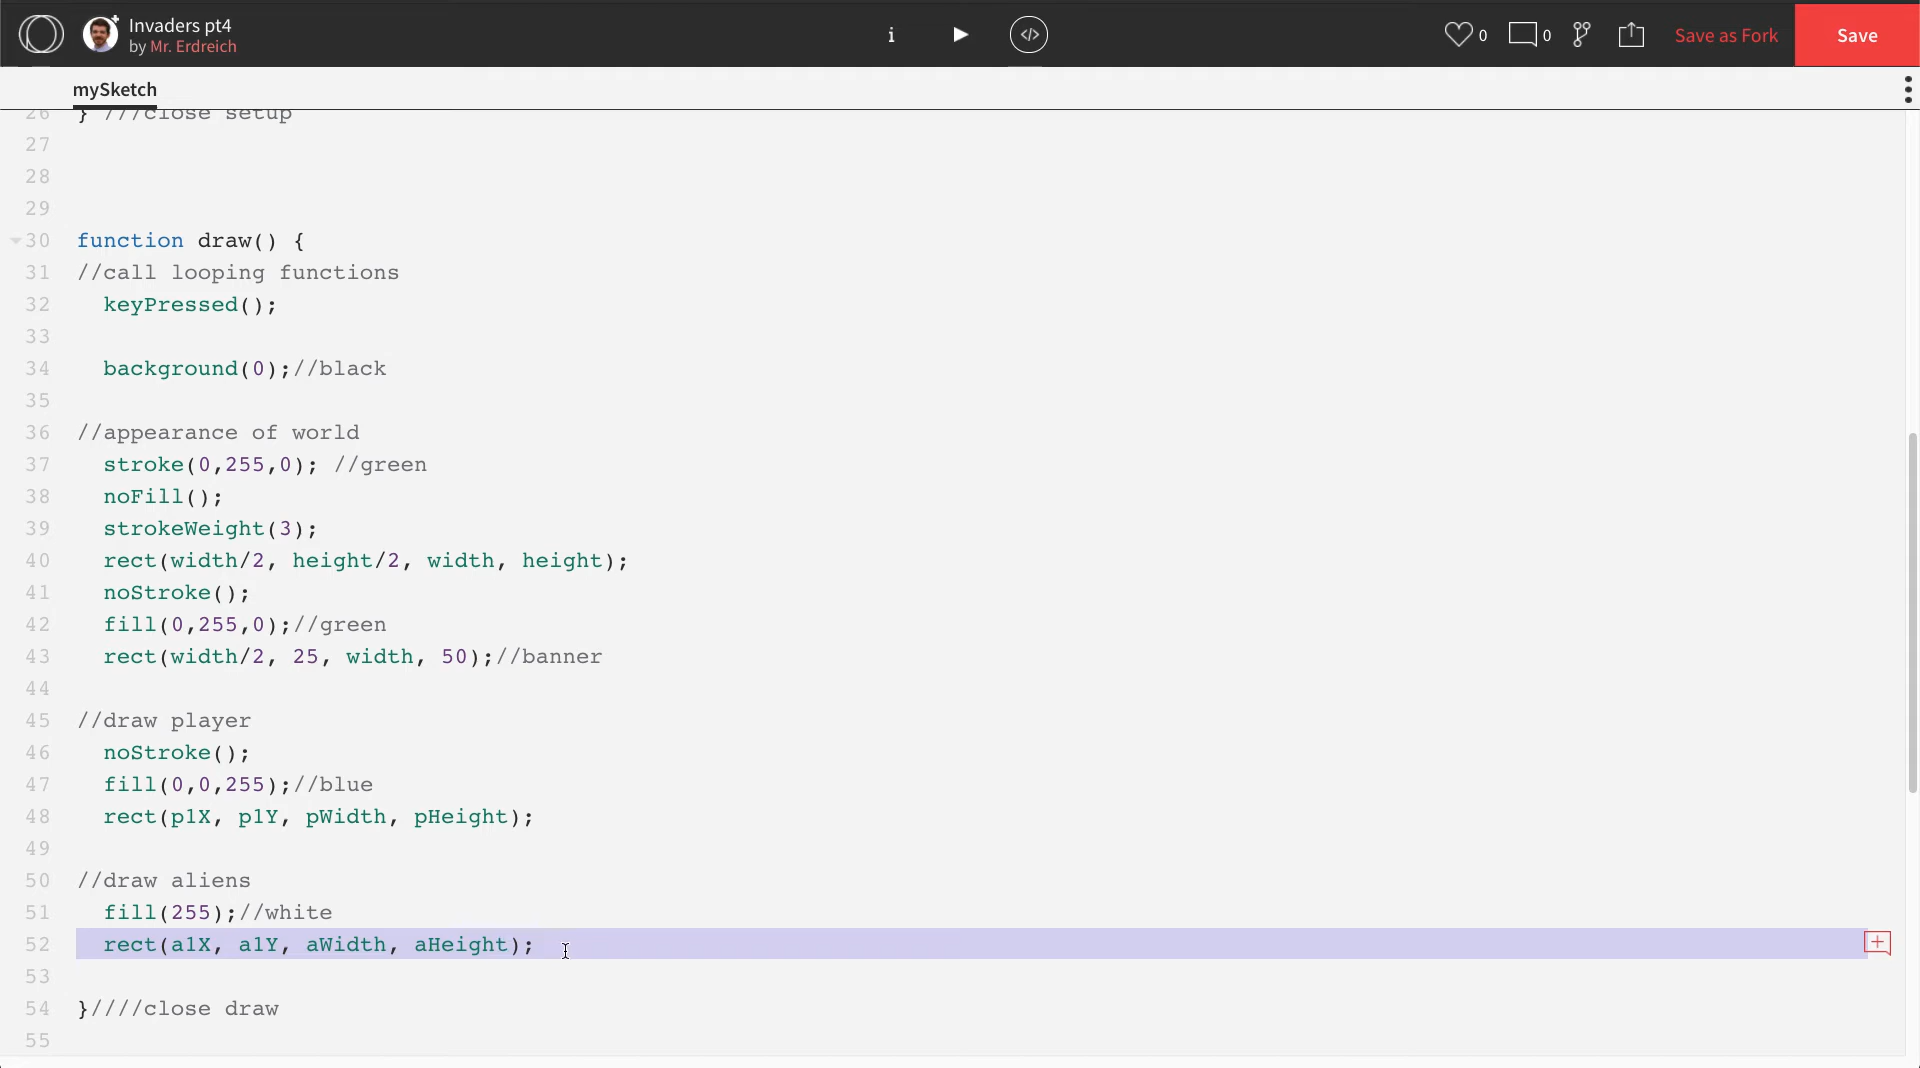 Invaders pt4
by Mr. Erdreich
i
</>
0
0
Save as Fork
Save
mySketch
26 } ///close setup
27
28
29
30 function draw() {
31 //call looping functions
32 keyPressed();
33
34 background(0);//black
35
36 //appearance of world
37 stroke(0,255,0); //green
38 noFill();
39 strokeWeight(3);
40 rect(width/2, height/2, width, height);
41 noStroke();
42 fill(0,255,0);//green
43 rect(width/2, 25, width, 50);//banner
44
45 //draw player
46 noStroke();
47 fill(0,0,255);//blue
48 rect(p1X, p1Y, pWidth, pHeight);
49
50 //draw aliens
51 fill(255);//white
52 rect(a1X, a1Y, aWidth, aHeight);
53
54 }////close draw
55